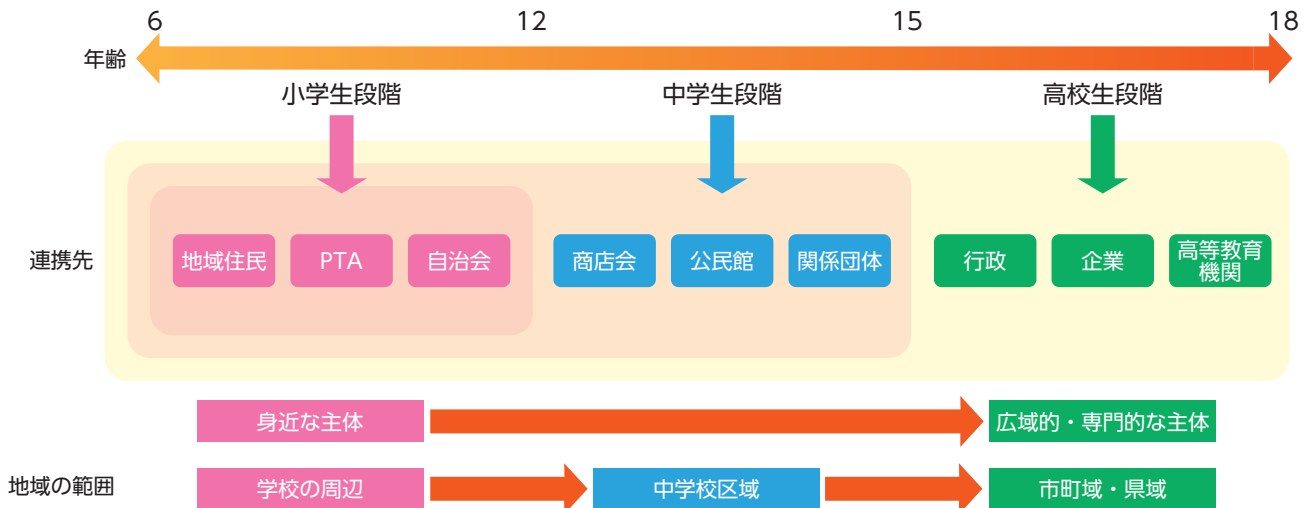 6 12 15 18
年齢
小学生段階 中学生段階 高校生段階
連携先
地域住民 PTA 自治会 商店会 公民館 関係団体 行政 企業 高等教育
機関
身近な主体 広域的・専門的な主体
地域の範囲 学校の周辺 中学校区域 市町域・県域